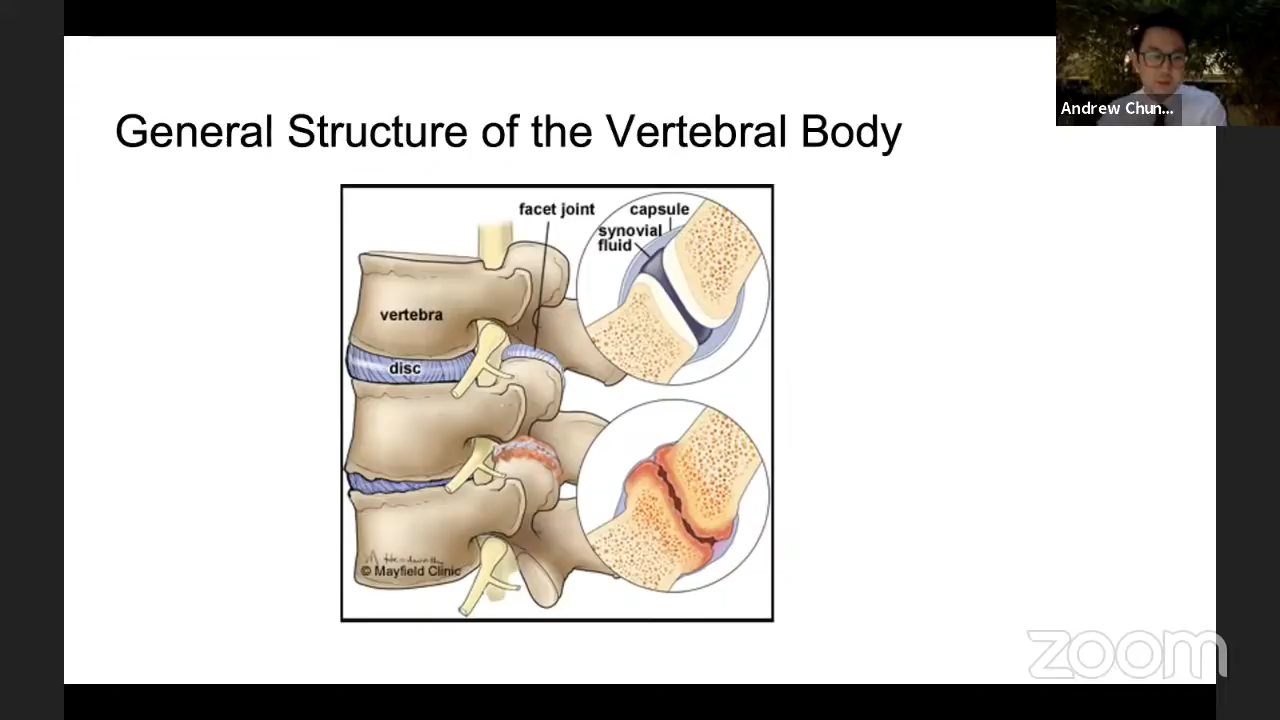 General Structure of the Vertebral Body
Andrew Chun...
facet joint
capsule
synovial
fluid
vertebra
disc
© Mayfield Clinic
zoom